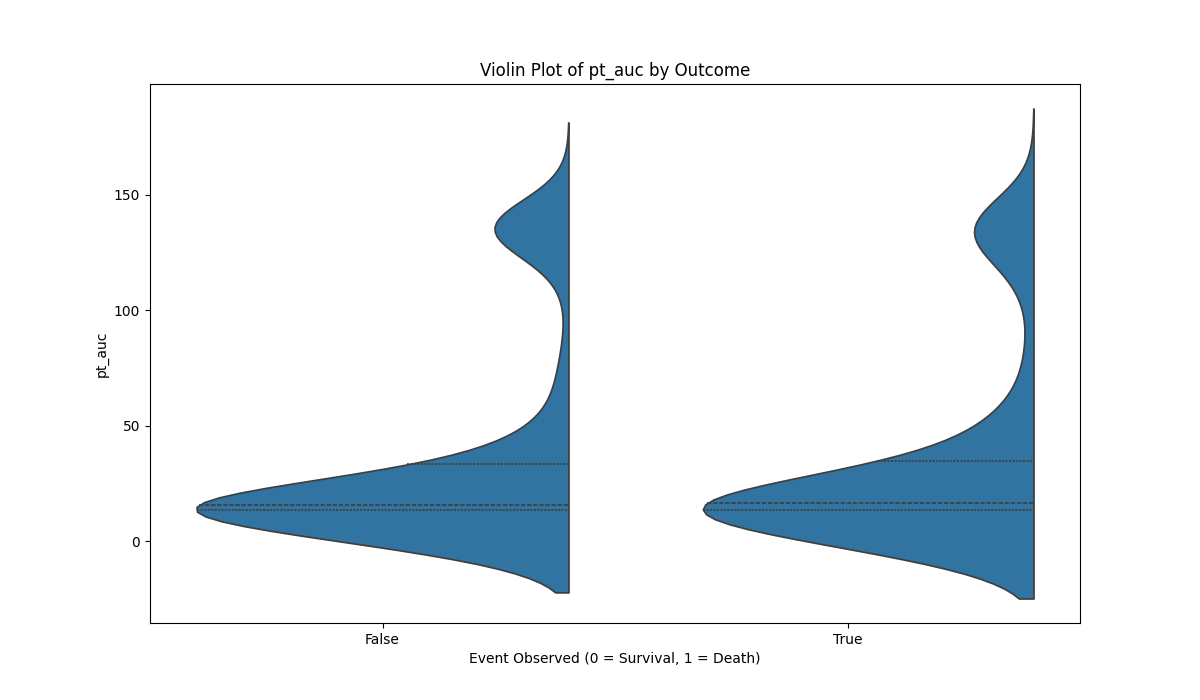 Violin Plot of pt_auc by Outcome
150
100
50
0
pt_auc
False
True
Event Observed (0 = Survival, 1 = Death)